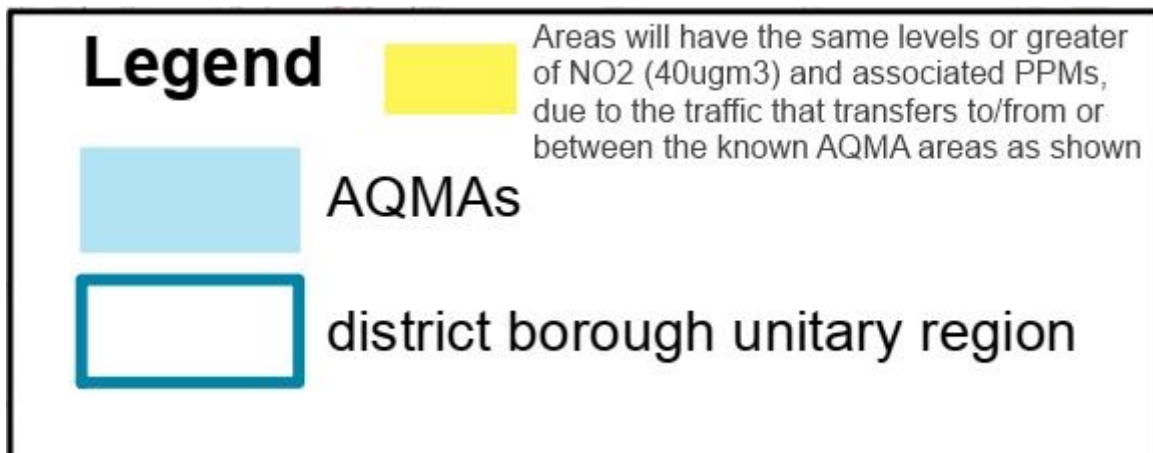 Legend
Areas will have the same levels or greater
of NO2 (40ugm3) and associated PPMs,
due to the traffic that transfers to/from or
between the known AQMA areas as shown
AQMAs
district borough unitary region